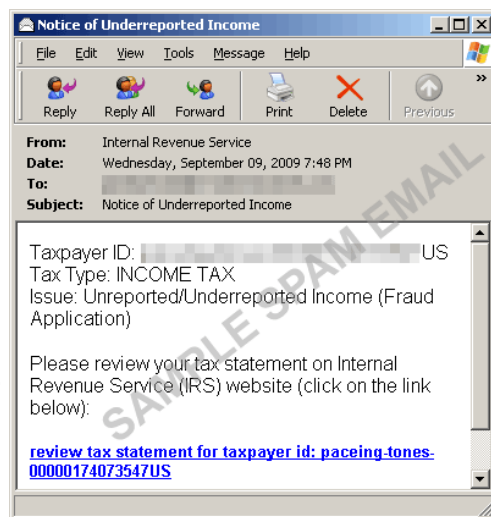 Notice of Underreported Income
File Edit View Tools Message Help
Reply Reply All Forward Print Delete Previous »
From: Internal Revenue Service
Date: Wednesday, September 09, 2009 7:48 PM
To:
Subject: Notice of Underreported Income
Taxpayer ID: US
Tax Type: INCOME TAX
Issue: Unreported/Underreported Income (Fraud
Application)
Please review your tax statement on Internal
Revenue Service (IRS) website (click on the link
below):
review tax statement for taxpayer id: paceing-tones-
00000174073547US
SAMPLE SPAM EMAIL